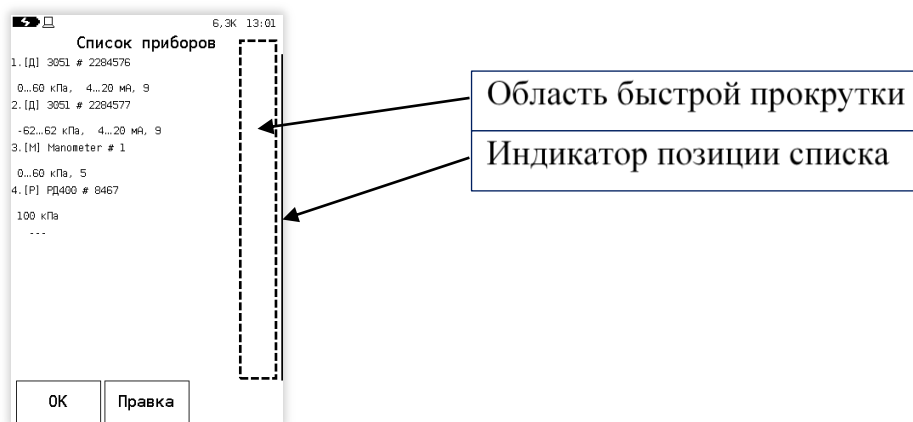 6,3K 13:01
Список приборов
1.[Д] 3051 # 2284576
0…60 кПа, 4…20 мА, 9
2.[Д] 3051 # 2284577
-62…62 кПа, 4…20 мА, 9
3.[М] Manometer # 1
0…60 кПа, 5
4.[Р] РД400 # 8467
100 кПа
---
ОК Правка
Область быстрой прокрутки
Индикатор позиции списка